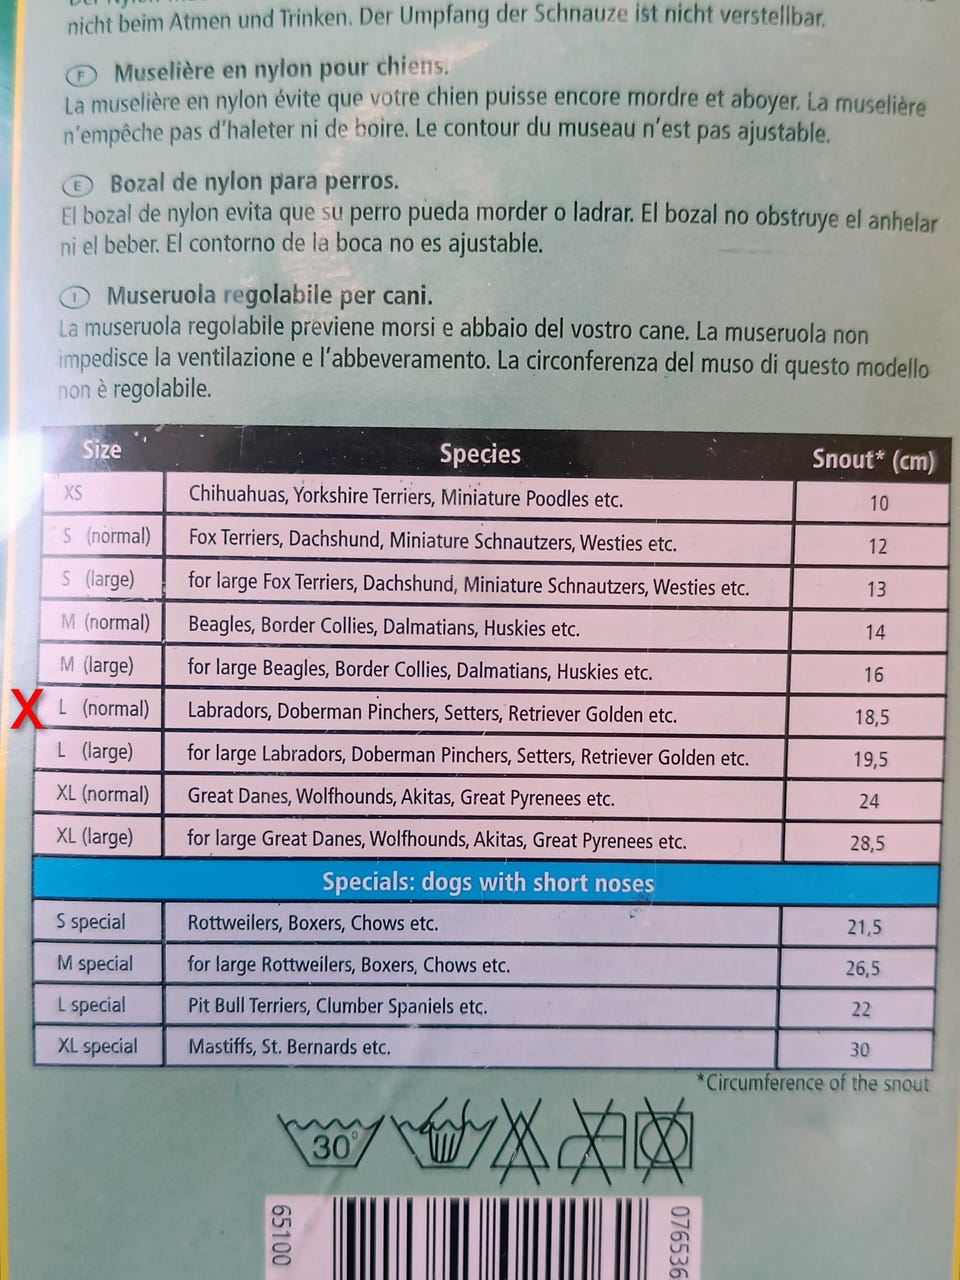 nicht beim Atmen und Trinken. Der Umpfang der Schnauze ist nicht verstellbar.
F Muselière en nylon pour chiens.
La muselière en nylon évite que votre chien puisse encore mordre et aboyer. La muselière
n'empêche pas d'haleter ni de boire. Le contour du museau n'est pas ajustable.
E Bozal de nylon para perros.
El bozal de nylon evita que su perro pueda morder o ladrar. El bozal no obstruye el anhelar
ni el beber. El contorno de la boca no es ajustable.
I Museruola regolabile per cani.
La museruola regolabile previene morsi e abbaio del vostro cane. La museruola non
impedisce la ventilazione e l'abbeveramento. La circonferenza del muso di questo modello
non è regolabile.
Size Species Snout* (cm)
XS Chihuahuas, Yorkshire Terriers, Miniature Poodles etc. 10
S (normal) Fox Terriers, Dachshund, Miniature Schnautzers, Westies etc. 12
S (large) for large Fox Terriers, Dachshund, Miniature Schnautzers, Westies etc. 13
M (normal) Beagles, Border Collies, Dalmatians, Huskies etc. 14
M (large) for large Beagles, Border Collies, Dalmatians, Huskies etc. 16
X L (normal) Labradors, Doberman Pinchers, Setters, Retriever Golden etc. 18,5
L (large) for large Labradors, Doberman Pinchers, Setters, Retriever Golden etc. 19,5
XL (normal) Great Danes, Wolfhounds, Akitas, Great Pyrenees etc. 24
XL (large) for large Great Danes, Wolfhounds, Akitas, Great Pyrenees etc. 28,5
Specials: dogs with short noses
S special Rottweilers, Boxers, Chows etc. 21,5
M special for large Rottweilers, Boxers, Chows etc. 26,5
L special Pit Bull Terriers, Clumber Spaniels etc. 22
XL special Mastiffs, St. Bernards etc. 30
*Circumference of the snout
30°
65100
076536